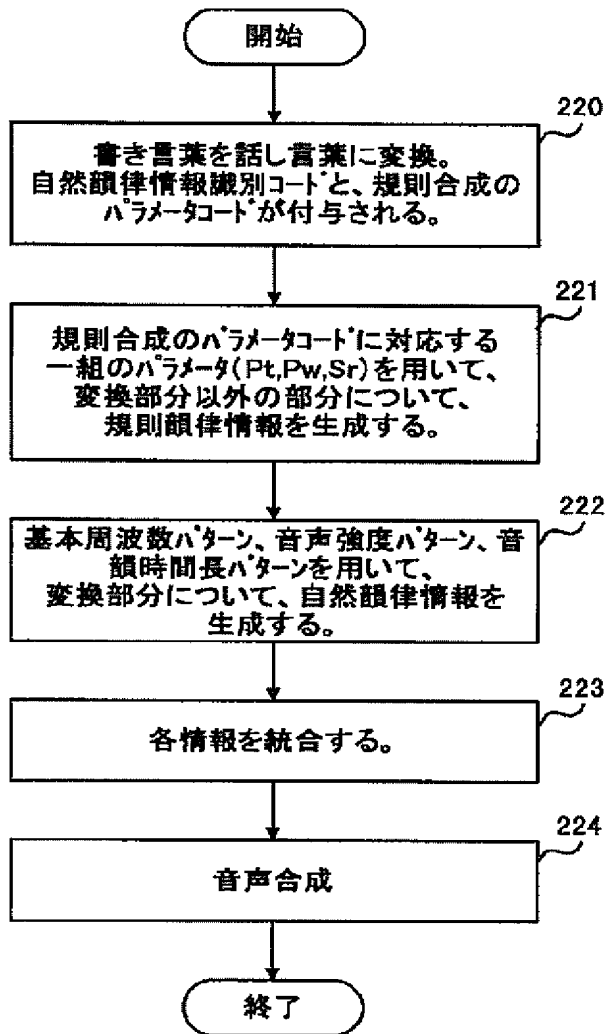 開始
220
書き言葉を話し言葉に変換。
自然韻律情報識別ｺｰﾄﾞと、規則合成の
ﾊﾟﾗﾒｰﾀｺｰﾄﾞが付与される。
221
規則合成のﾊﾟﾗﾒｰﾀｺｰﾄﾞに対応する
一組のﾊﾟﾗﾒｰﾀ(Pt,Pw,Sr)を用いて、
変換部分以外の部分について、
規則韻律情報を生成する。
222
基本周波数ﾊﾟﾀｰﾝ、音声強度ﾊﾟﾀｰﾝ、音
韻時間長ﾊﾟﾀｰﾝを用いて、
変換部分について、自然韻律情報を
生成する。
223
各情報を統合する。
224
音声合成
終了